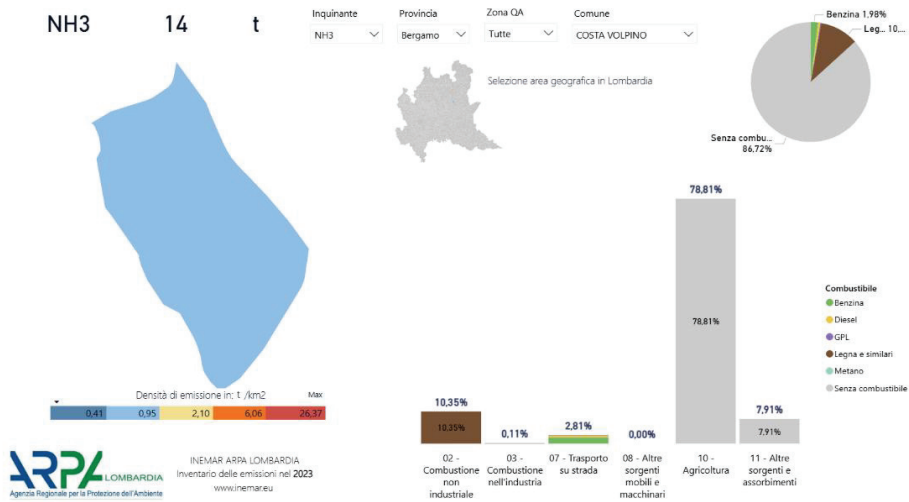 NH3 14 t
Inquinante
NH3
Provincia
Bergamo
Zona QA
Tutte
Comune
COSTA VOLPINO
Selezione area geografica in Lombardia
Benzina 1,98%
Leg... 10,...
Senza combu...
86,72%
Densità di emissione in: t /km2 Max
0,41 0,95 2,10 6,06 26,37
ARPA LOMBARDIA
Agenzia Regionale per la Protezione dell'Ambiente
INEMAR ARPA LOMBARDIA
Inventario delle emissioni nel 2023
www.inemar.eu
10,35%
10,35%
0,11%
2,81%
0,00%
78,81%
78,81%
7,91%
7,91%
02 -
Combustione
non
industriale
03 -
Combustione
nell'industria
07 - Trasporto
su strada
08 - Altre
sorgenti
mobili e
macchinari
10 -
Agricoltura
11 - Altre
sorgenti e
assorbimenti
Combustibile
Benzina
Diesel
GPL
Legna e similari
Metano
Senza combustibile